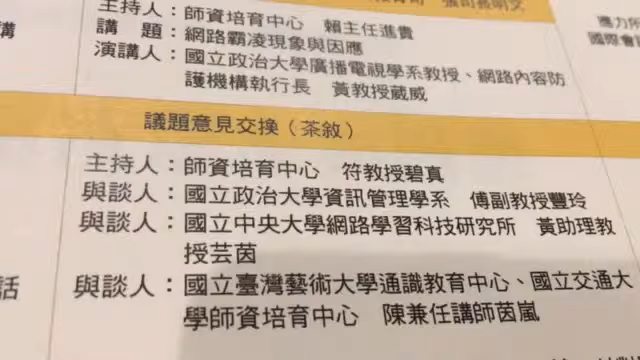 主持人：師資培育中心　賴主任進貴
講　題：網路霸凌現象與因應
演講人：國立政治大學廣播電視學系教授、網路內容防
護機構執行長　黃教授葳威
議題意見交換（茶敘）
主持人：師資培育中心　符教授碧真
與談人：國立政治大學資訊管理學系　傅副教授豐玲
與談人：國立中央大學網路學習科技研究所　黃助理教
授芸茵
與談人：國立臺灣藝術大學通識教育中心、國立交通大
學師資培育中心　陳兼任講師茵嵐
講
話
應力所
國際會